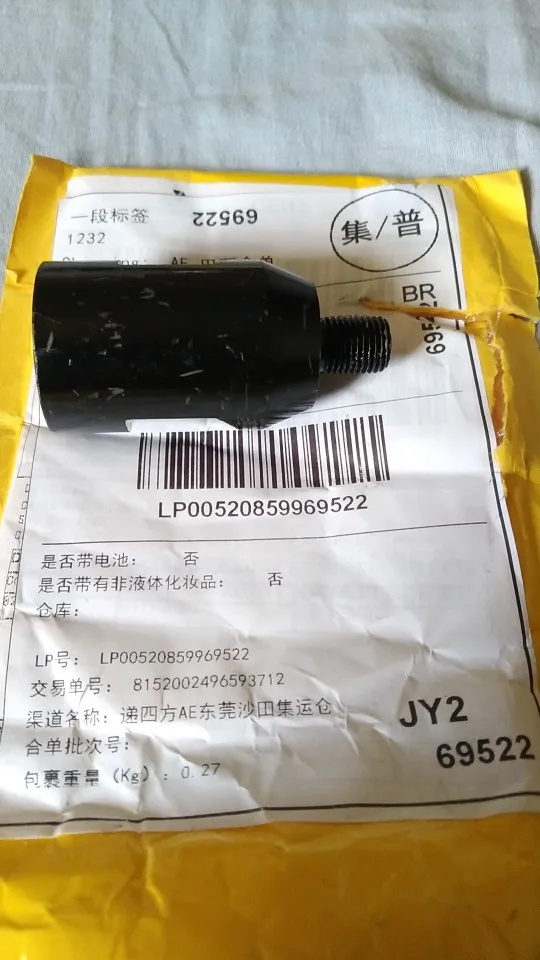 一段标签
69522
集/普
1232
BR
LP00520859969522
是否带电池： 否
是否带有非液体化妆品： 否
仓库：
LP号： LP00520859969522
交易单号： 8152002496593712
渠道名称：递四方AE东莞沙田集运仓
JY2
合单批次号：
69522
包裹重量（Kg）：0.27